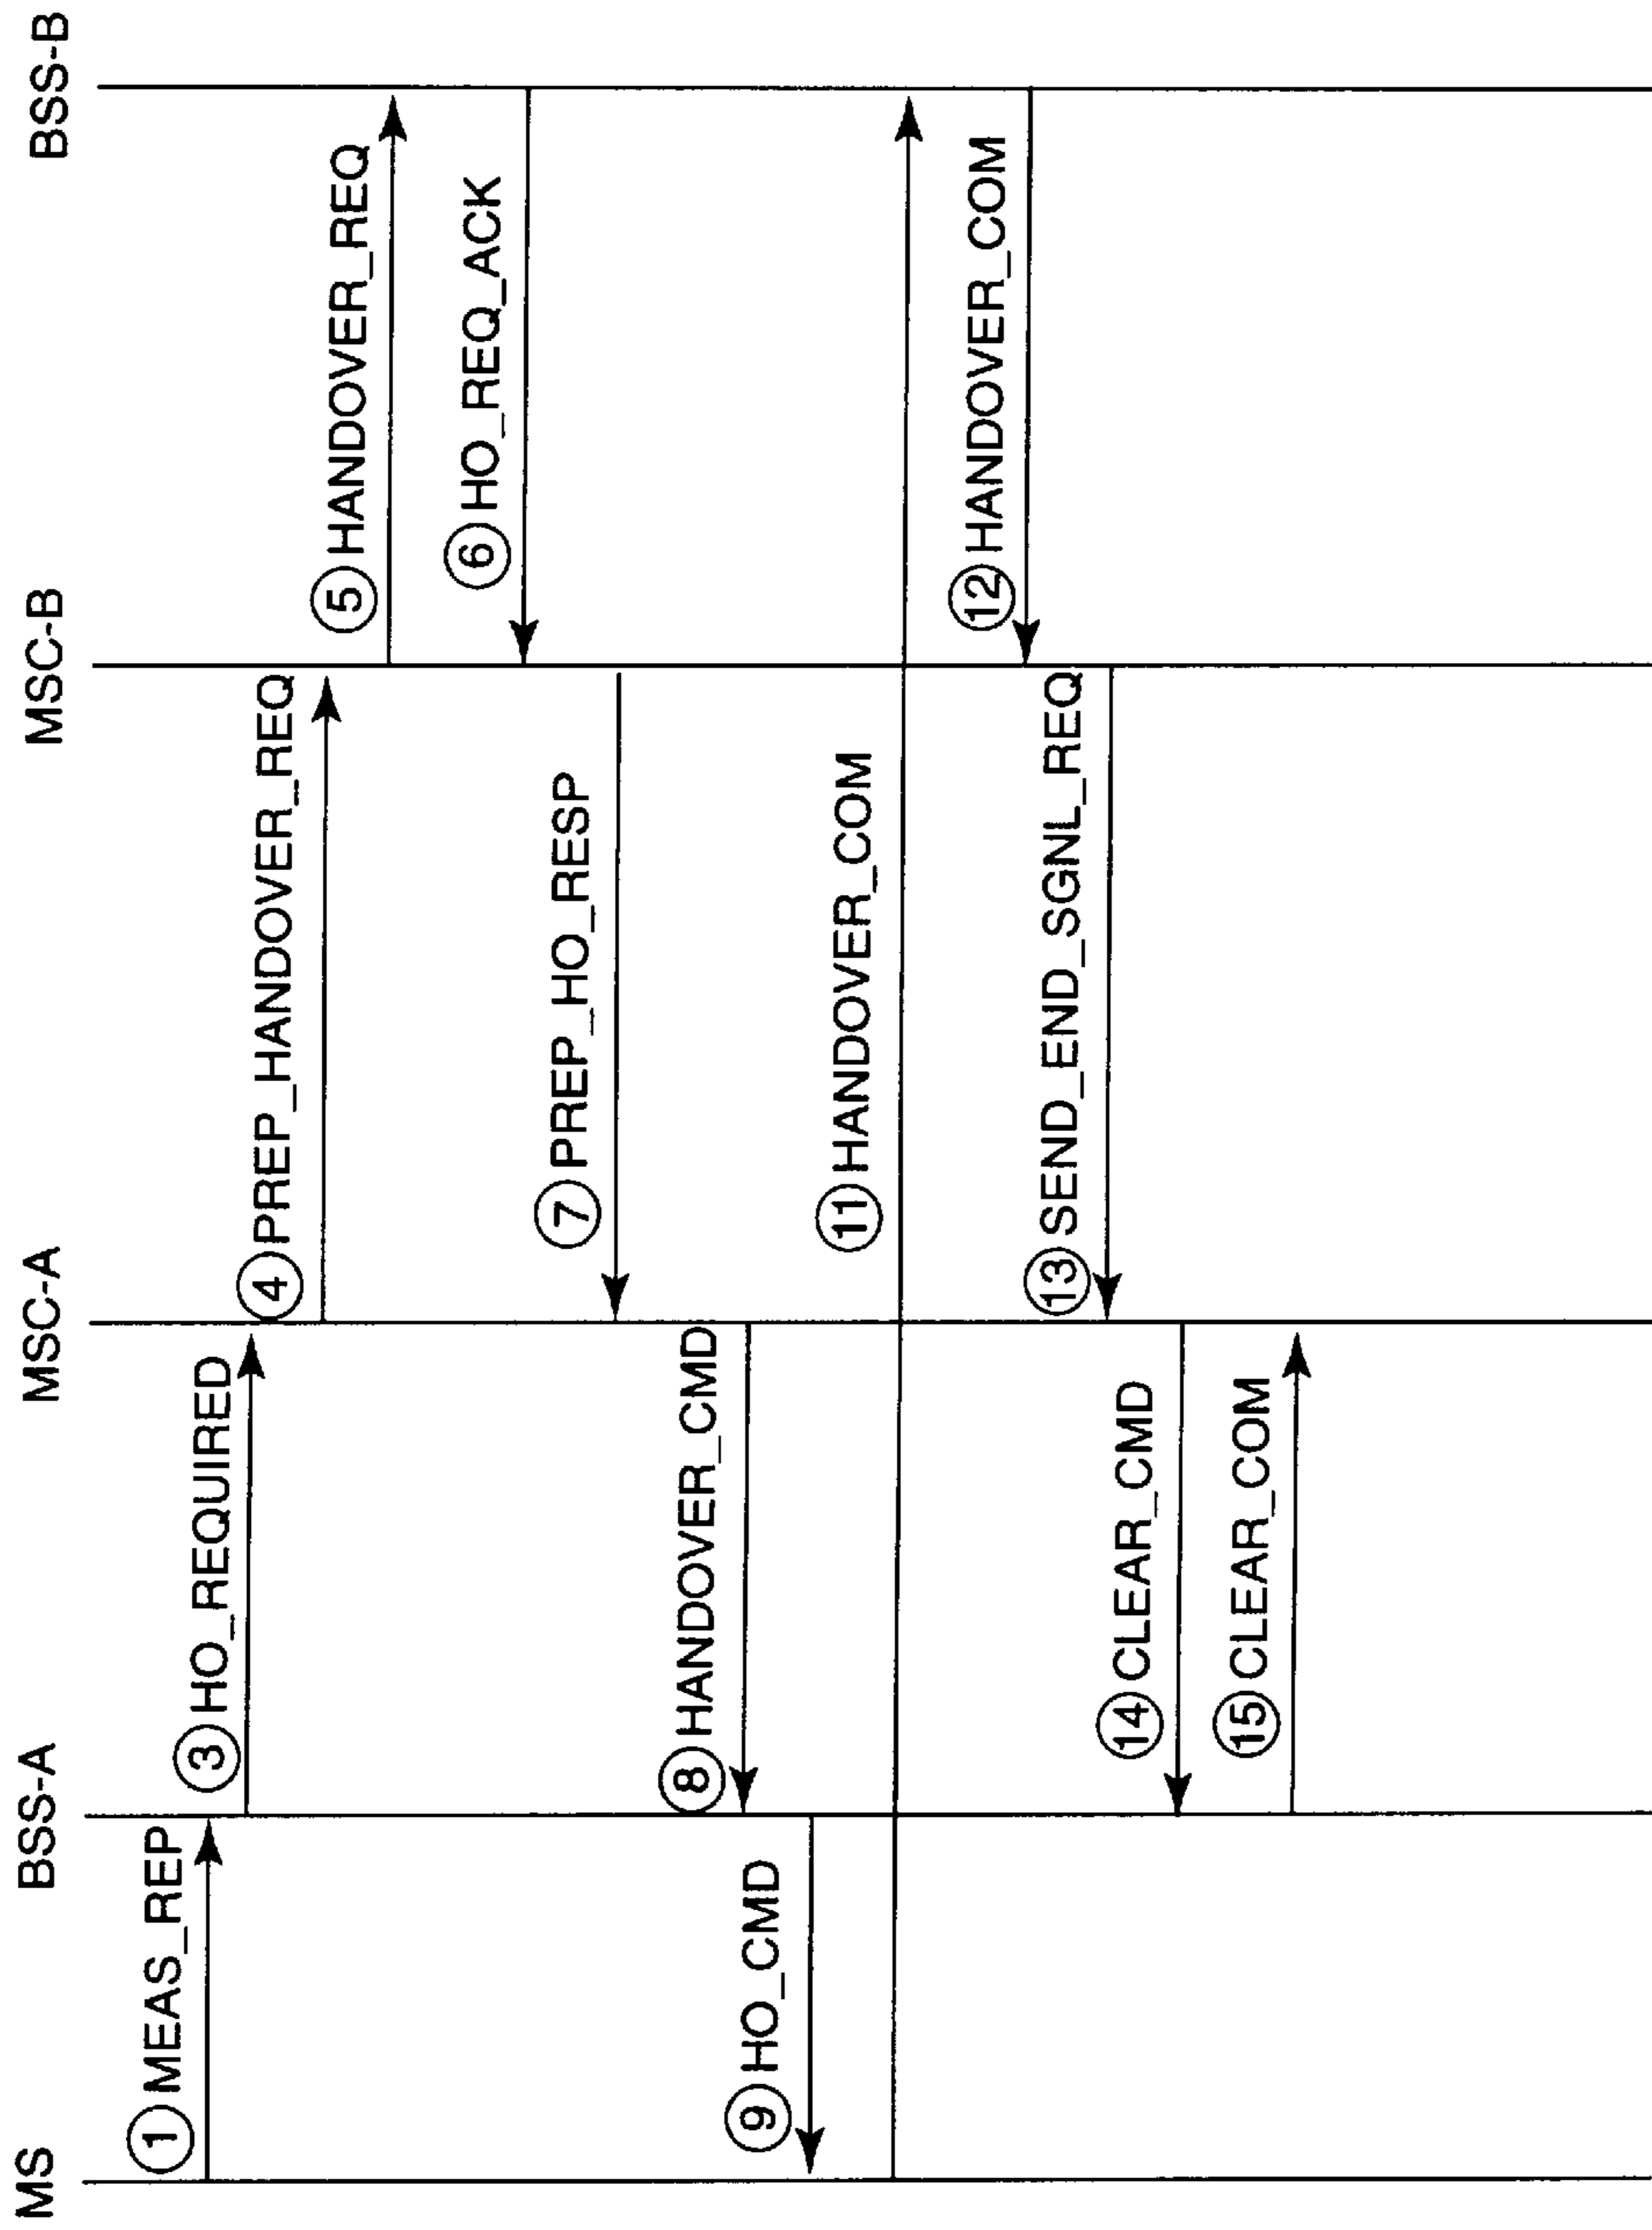 MS
BSS-A
MSC-A
MSC-B
BSS-B
1 MEAS_REP
3 HO_REQUIRED
4 PREP_HANDOVER_REQ
5 HANDOVER_REQ
6 HO_REQ_ACK
7 PREP_HO_RESP
8 HANDOVER_CMD
9 HO_CMD
11 HANDOVER_COM
12 HANDOVER_COM
13 SEND_END_SGNL_REQ
14 CLEAR_CMD
15 CLEAR_COM